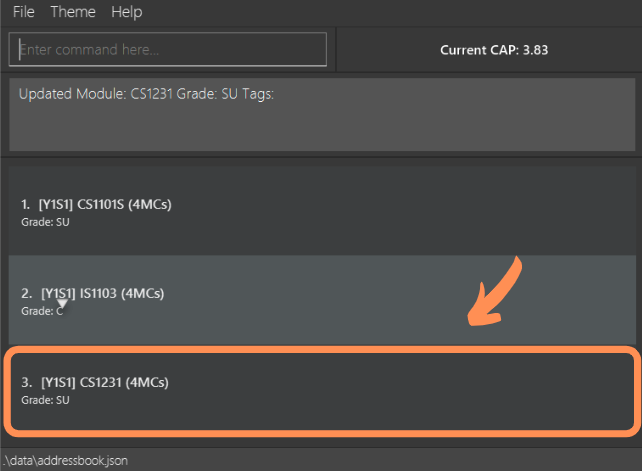 File Theme Help
Enter command here...
Current CAP: 3.83
Updated Module: CS1231 Grade: SU Tags:
1. [Y1S1] CS1101S (4MCs)
Grade: SU
2. [Y1S1] IS1103 (4MCs)
Grade: C
3. [Y1S1] CS1231 (4MCs)
Grade: SU
.\data\addressbook.json